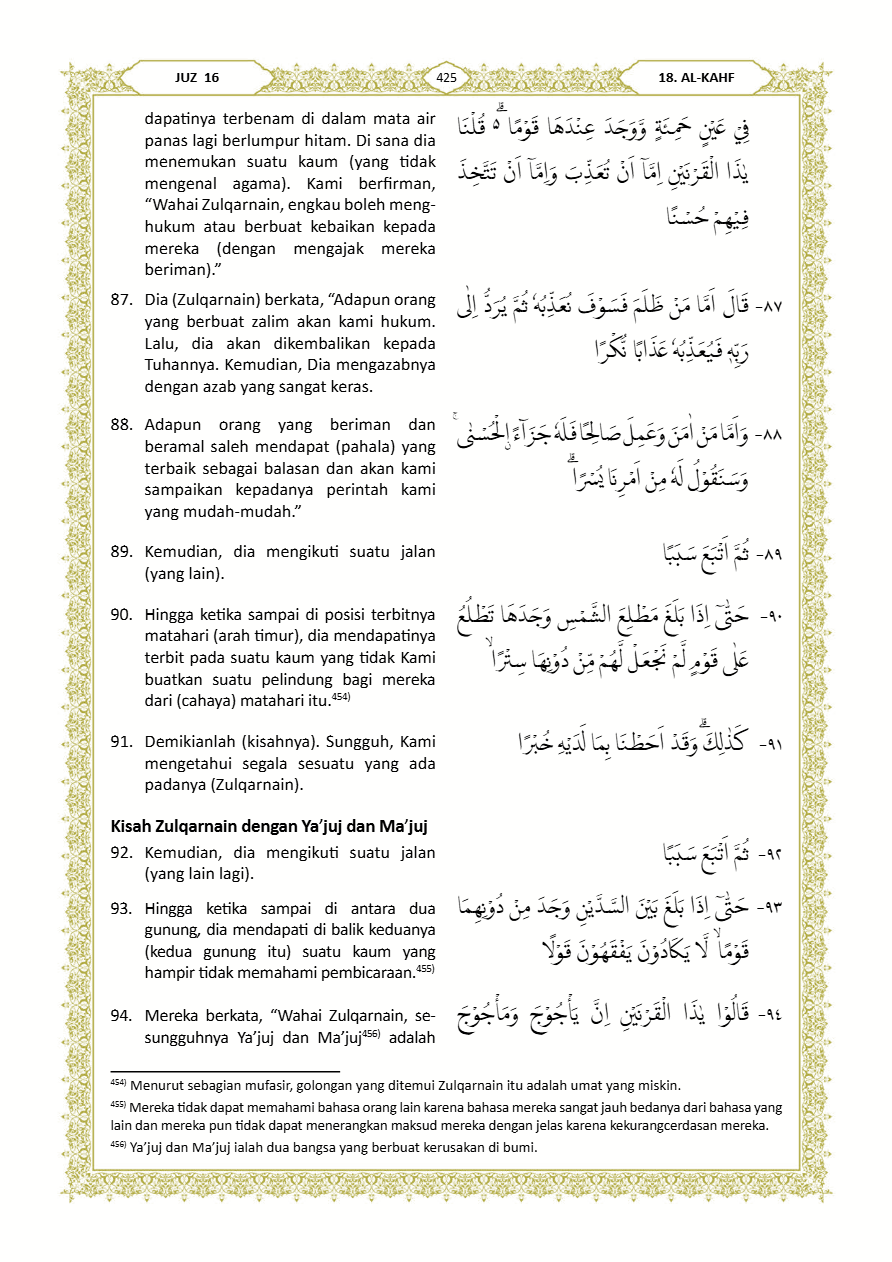 JUZ 16
425
18. AL-KAHF
dapatinya terbenam di dalam mata air
panas lagi berlumpur hitam. Di sana dia
menemukan suatu kaum (yang tidak
mengenal agama). Kami berfirman,
“Wahai Zulqarnain, engkau boleh meng-
hukum atau berbuat kebaikan kepada
mereka (dengan mengajak mereka
beriman).”
فِيْ عَيْنٍ حَمِئَةٍ وَّوَجَدَ عِنْدَهَا قَوْمًا ۗ ٥ قُلْنَا
يٰذَا الْقَرْنَيْنِ اِمَّآ اَنْ تُعَذِّبَ وَاِمَّآ اَنْ تَتَّخِذَ
فِيْهِمْ حُسْنًا
87. Dia (Zulqarnain) berkata, “Adapun orang
yang berbuat zalim akan kami hukum.
Lalu, dia akan dikembalikan kepada
Tuhannya. Kemudian, Dia mengazabnya
dengan azab yang sangat keras.
٨٧- قَالَ اَمَّا مَنْ ظَلَمَ فَسَوْفَ نُعَذِّبُهٗ ثُمَّ يُرَدُّ اِلٰى
رَبِّهٖ فَيُعَذِّبُهٗ عَذَابًا نُّكْرًا
88. Adapun orang yang beriman dan
beramal saleh mendapat (pahala) yang
terbaik sebagai balasan dan akan kami
sampaikan kepadanya perintah kami
yang mudah-mudah.”
٨٨- وَاَمَّا مَنْ اٰمَنَ وَعَمِلَ صَالِحًا فَلَهٗ جَزَاۤءً ۨالْحُسْنٰىۚ
وَسَنَقُوْلُ لَهٗ مِنْ اَمْرِنَا يُسْرًا ۗ
89. Kemudian, dia mengikuti suatu jalan
(yang lain).
٨٩- ثُمَّ اَتْبَعَ سَبَبًا
90. Hingga ketika sampai di posisi terbitnya
matahari (arah timur), dia mendapatinya
terbit pada suatu kaum yang tidak Kami
buatkan suatu pelindung bagi mereka
dari (cahaya) matahari itu.454)
٩٠- حَتّٰٓى اِذَا بَلَغَ مَطْلِعَ الشَّمْسِ وَجَدَهَا تَطْلُعُ
عَلٰى قَوْمٍ لَّمْ نَجْعَلْ لَّهُمْ مِّنْ دُوْنِهَا سِتْرًا ۙ
91. Demikianlah (kisahnya). Sungguh, Kami
mengetahui segala sesuatu yang ada
padanya (Zulqarnain).
٩١- كَذٰلِكَۗ وَقَدْ اَحَطْنَا بِمَا لَدَيْهِ خُبْرًا
Kisah Zulqarnain dengan Ya’juj dan Ma’juj
92. Kemudian, dia mengikuti suatu jalan
(yang lain lagi).
٩٢- ثُمَّ اَتْبَعَ سَبَبًا
93. Hingga ketika sampai di antara dua
gunung, dia mendapati di balik keduanya
(kedua gunung itu) suatu kaum yang
hampir tidak memahami pembicaraan.455)
٩٣- حَتّٰٓى اِذَا بَلَغَ بَيْنَ السَّدَّيْنِ وَجَدَ مِنْ دُوْنِهِمَا
قَوْمًاۙ لَّا يَكَادُوْنَ يَفْقَهُوْنَ قَوْلًا
94. Mereka berkata, “Wahai Zulqarnain, se-
sungguhnya Ya’juj dan Ma’juj456) adalah
٩٤- قَالُوْا يٰذَا الْقَرْنَيْنِ اِنَّ يَأْجُوْجَ وَمَأْجُوْجَ
454) Menurut sebagian mufasir, golongan yang ditemui Zulqarnain itu adalah umat yang miskin.
455) Mereka tidak dapat memahami bahasa orang lain karena bahasa mereka sangat jauh bedanya dari bahasa yang
lain dan mereka pun tidak dapat menerangkan maksud mereka dengan jelas karena kekurangcerdasan mereka.
456) Ya’juj dan Ma’juj ialah dua bangsa yang berbuat kerusakan di bumi.